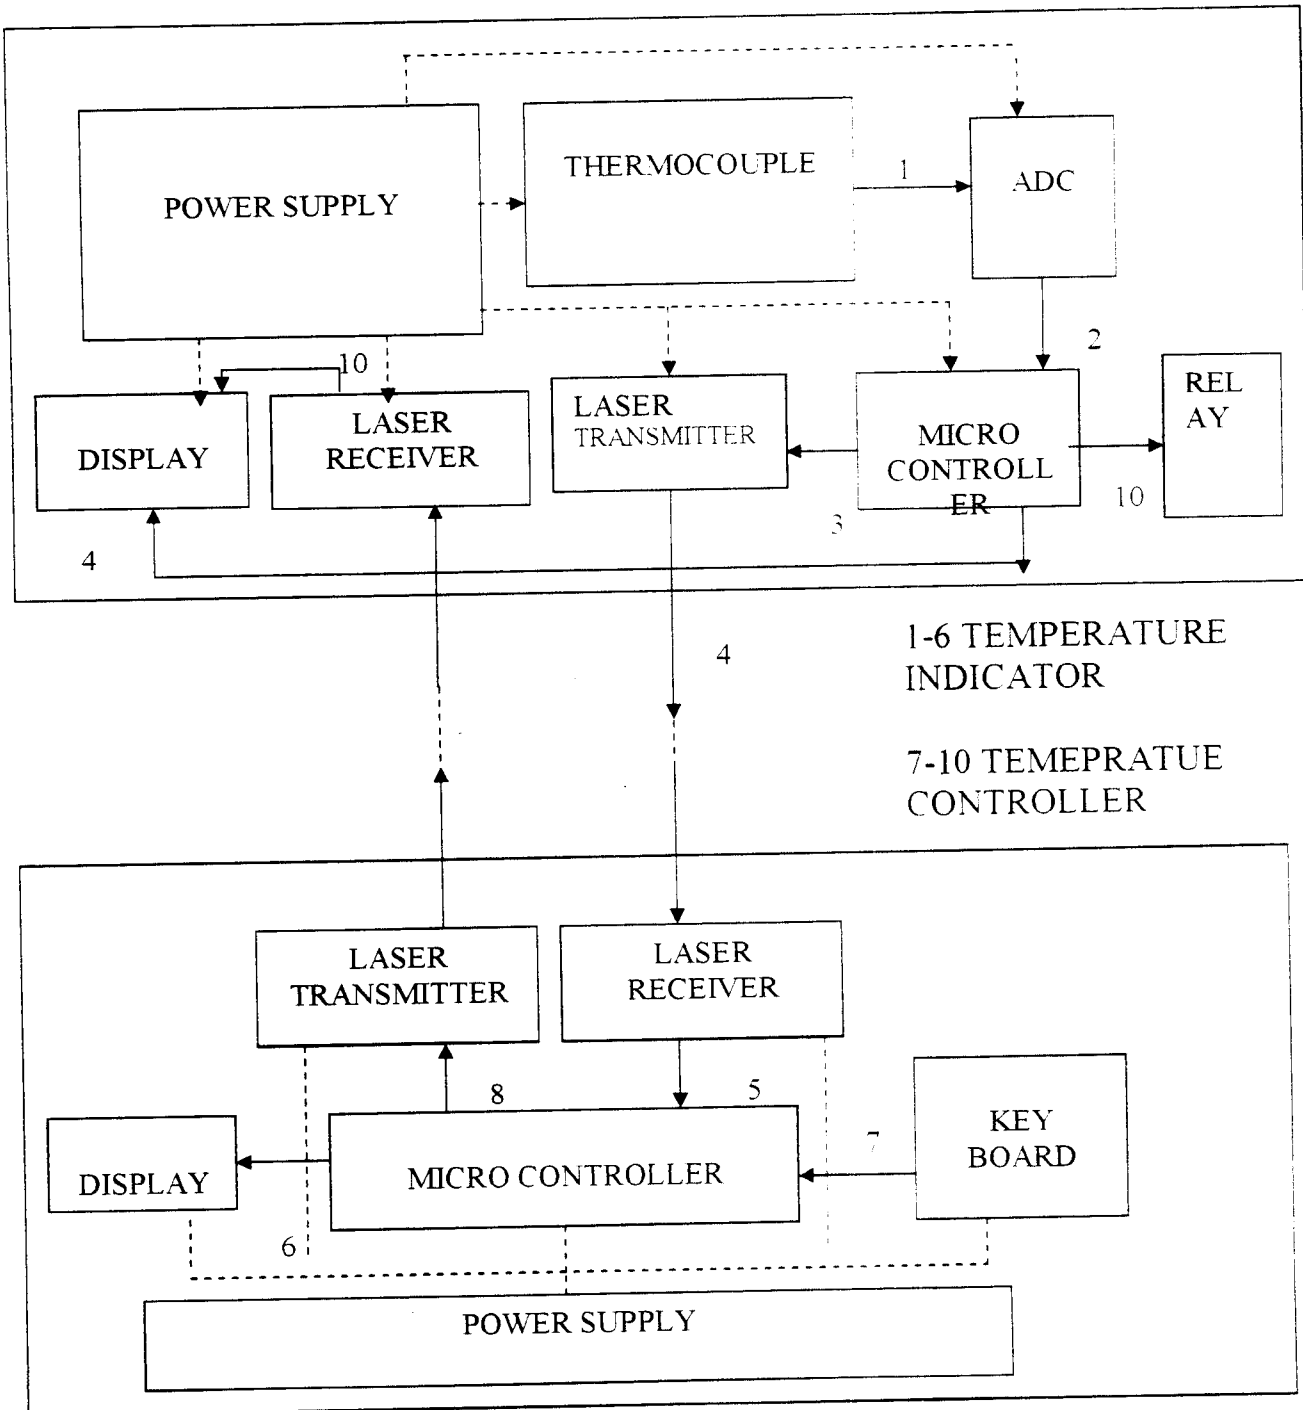 POWER SUPPLY
THERMOCOUPLE
1
ADC
2
10
DISPLAY
LASER
RECEIVER
LASER
TRANSMITTER
MICRO
CONTROLL
ER
REL
AY
3
10
4
4
1-6 TEMPERATURE
INDICATOR
7-10 TEMEPRATUE
CONTROLLER
LASER
TRANSMITTER
LASER
RECEIVER
8
5
DISPLAY
MICRO CONTROLLER
7
KEY
BOARD
6
POWER SUPPLY